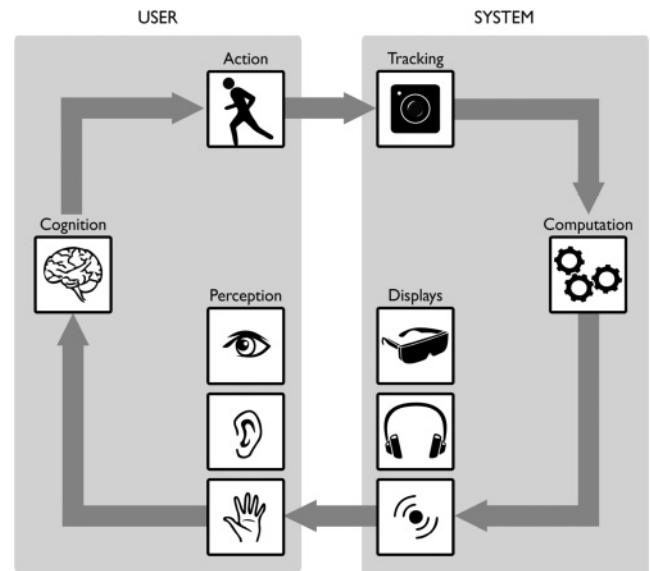 USER
SYSTEM
Action
Tracking
Cognition
Computation
Perception
Displays